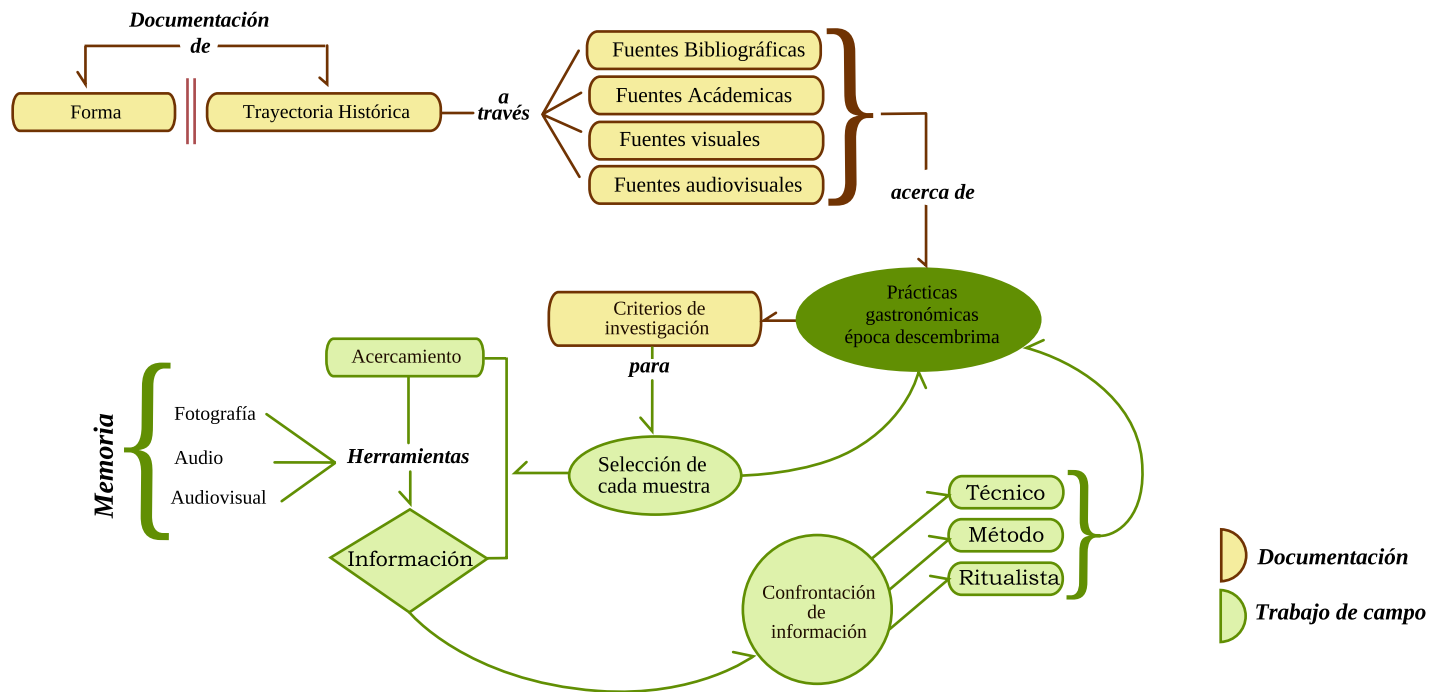 Documentación
de
Forma
Trayectoria Histórica
a
través
Fuentes Bibliográficas
Fuentes Acádemicas
Fuentes visuales
Fuentes audiovisuales
acerca de
Prácticas
gastronómicas
época descembrima
Criterios de
investigación
para
Selección de
cada muestra
Acercamiento
Herramientas
Información
Memoria
Fotografía
Audio
Audiovisual
Confrontación
de
información
Técnico
Método
Ritualista
Documentación
Trabajo de campo